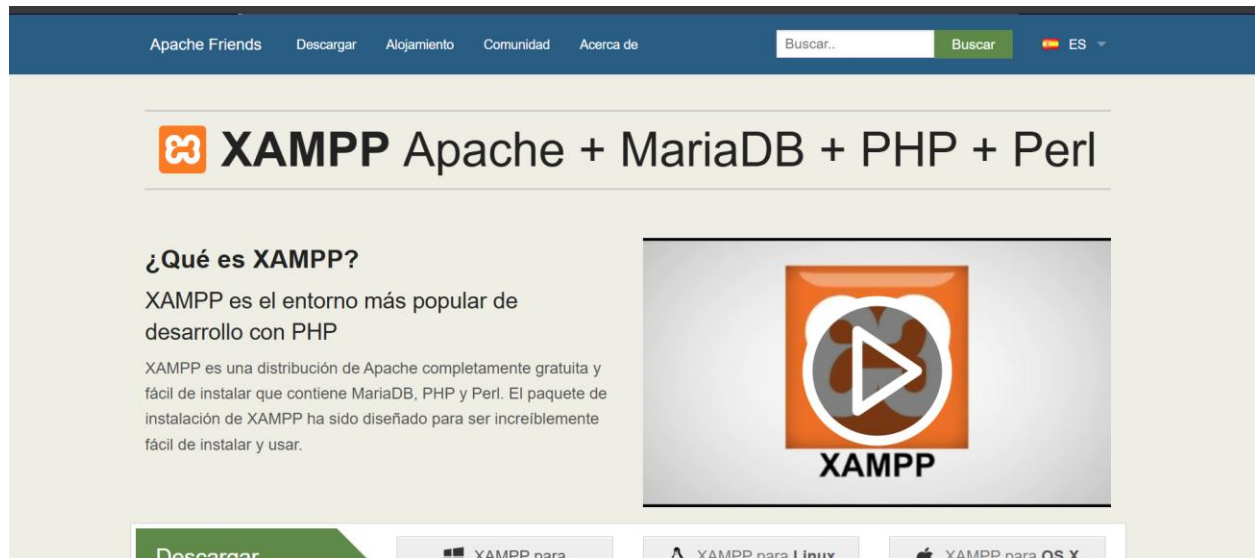 Apache Friends Descargar Alojamiento Comunidad Acerca de Buscar.. Buscar ES
XAMPP Apache + MariaDB + PHP + Perl
¿Qué es XAMPP?
XAMPP es el entorno más popular de
desarrollo con PHP
XAMPP es una distribución de Apache completamente gratuita y
fácil de instalar que contiene MariaDB, PHP y Perl. El paquete de
instalación de XAMPP ha sido diseñado para ser increíblemente
fácil de instalar y usar.
XAMPP
Descargar
XAMPP para
XAMPP para Linux
XAMPP para OS X